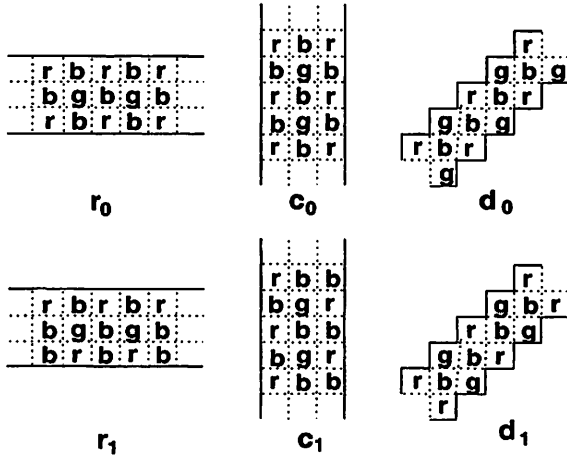 r b r b r
b g b g b
r b r b r
r₀
r b r
b g b
r b r
b g b
r b r
c₀
r
g b g
r b r
g b g
r b r
g
d₀
r b r b r
b g b g b
b r b r b
r₁
r b b
b g r
r b b
b g r
r b b
c₁
r
g b r
r b g
g b r
r b g
r
d₁